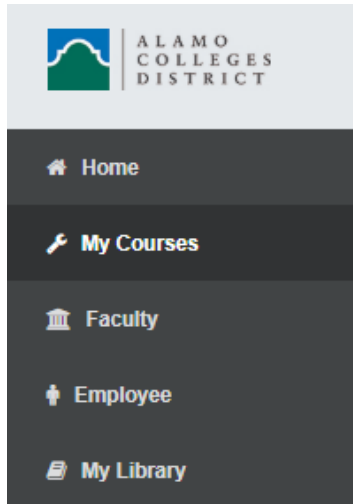 ALAMO
COLLEGES
DISTRICT
Home
My Courses
Faculty
Employee
My Library